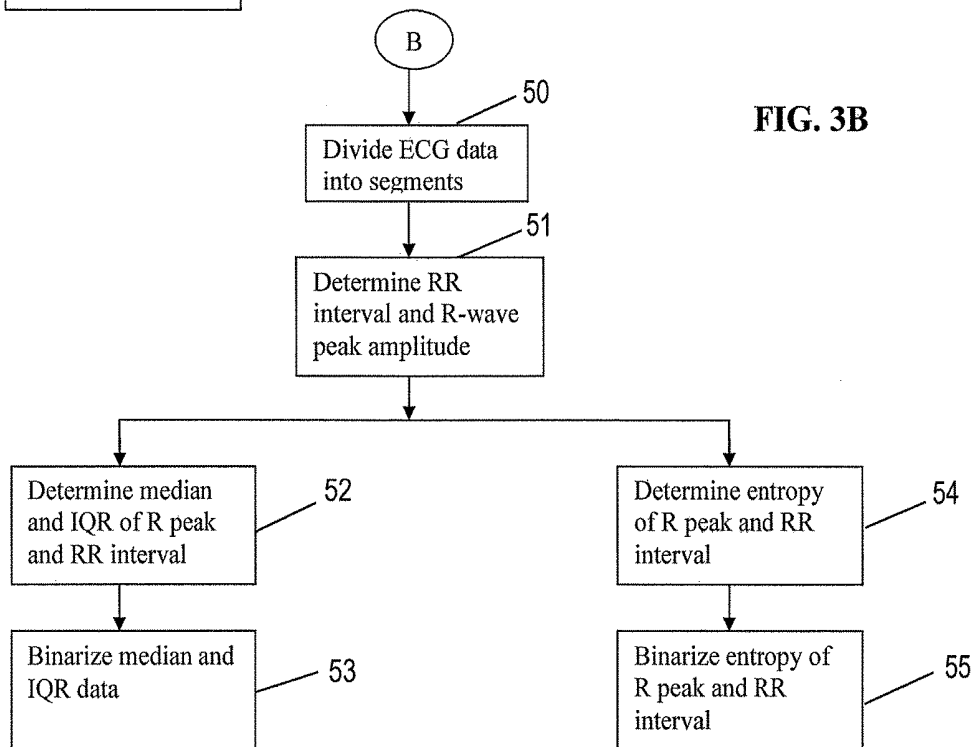 B
50
FIG. 3B
Divide ECG data
into segments
51
Determine RR
interval and R-wave
peak amplitude
Determine median
and IQR of R peak
and RR interval
52
Determine entropy
of R peak and RR
interval
54
Binarize median and
IQR data
53
Binarize entropy of
R peak and RR
interval
55